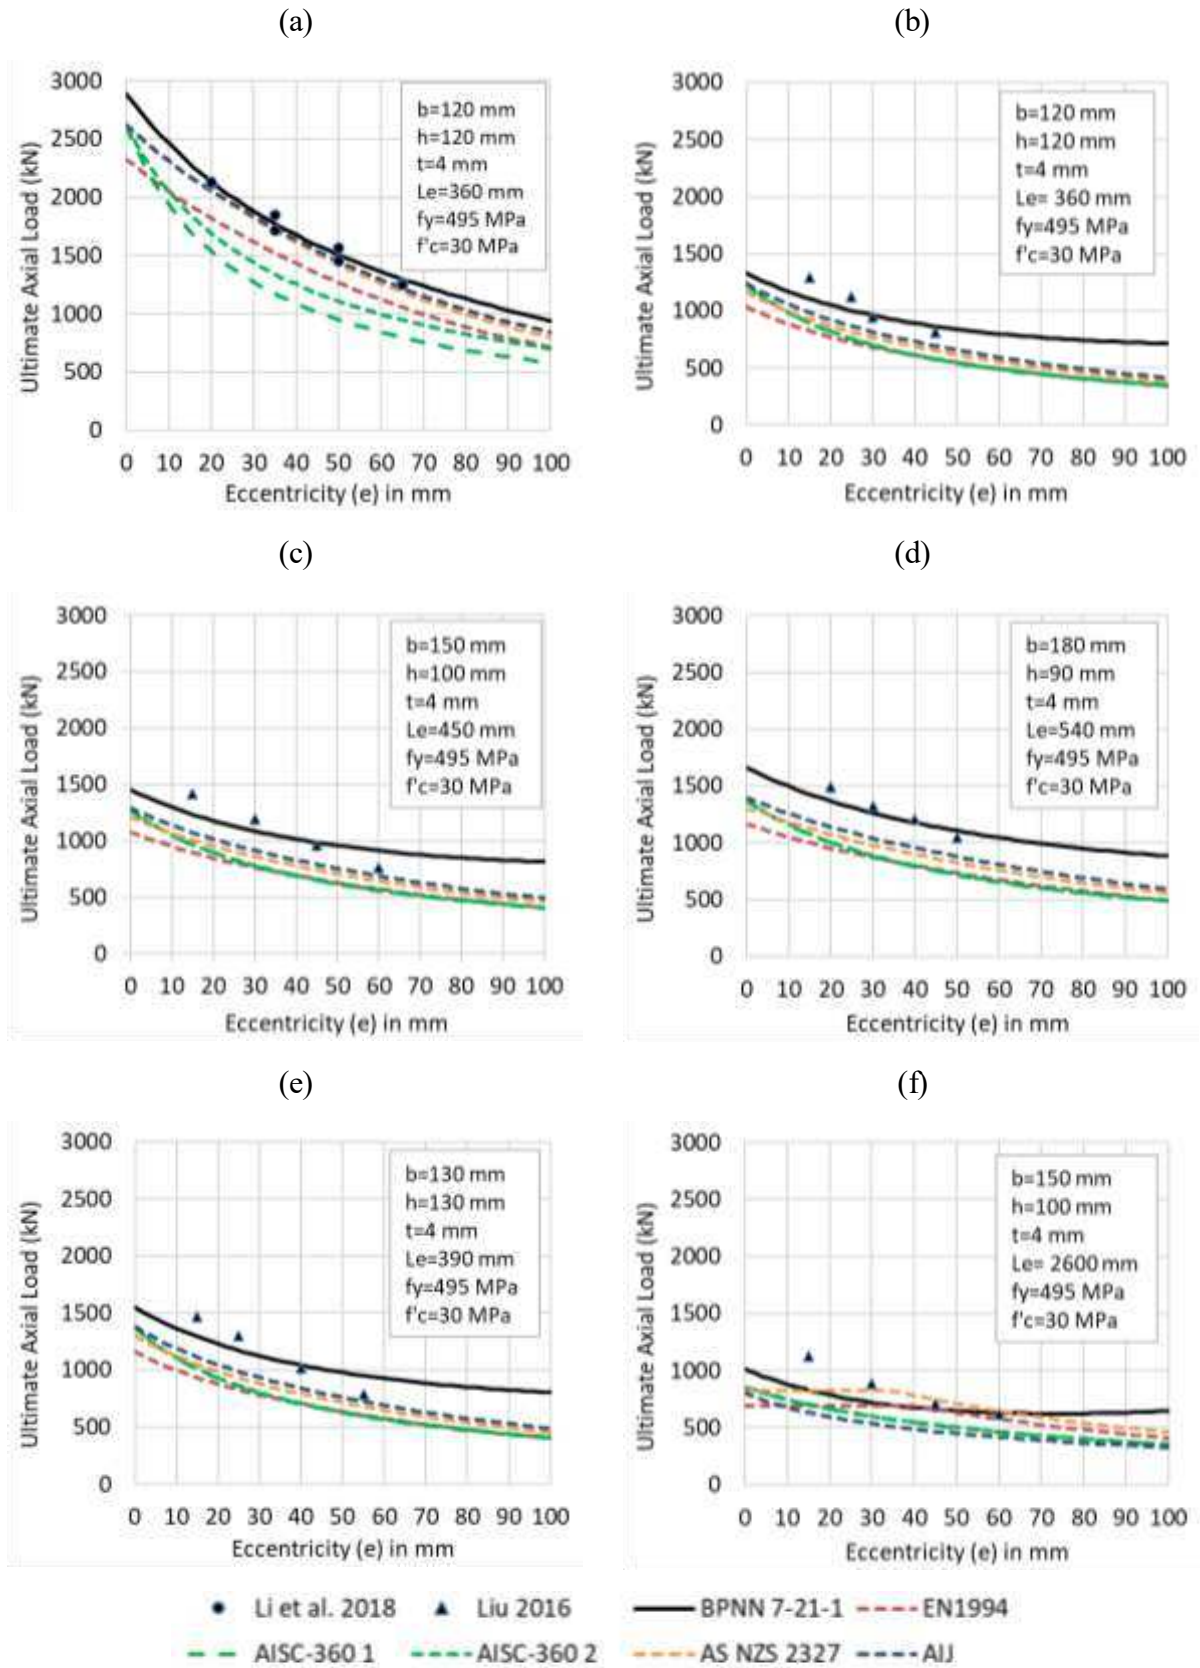 (a)
3000
2500
2000
1500
1000
500
0
Ultimate Axial Load (kN)
b=120 mm
h=120 mm
t=4 mm
Le=360 mm
fy=495 MPa
f'c=30 MPa
0 10 20 30 40 50 60 70 80 90 100
Eccentricity (e) in mm
(b)
3000
2500
2000
1500
1000
500
0
Ultimate Axial Load (kN)
b=120 mm
h=120 mm
t=4 mm
Le= 360 mm
fy=495 MPa
f'c=30 MPa
0 10 20 30 40 50 60 70 80 90 100
Eccentricity (e) in mm
(c)
3000
2500
2000
1500
1000
500
0
Ultimate Axial Load (kN)
b=150 mm
h=100 mm
t=4 mm
Le=450 mm
fy=495 MPa
f'c=30 MPa
0 10 20 30 40 50 60 70 80 90 100
Eccentricity (e) in mm
(d)
3000
2500
2000
1500
1000
500
0
Ultimate Axial Load (kN)
b=180 mm
h=90 mm
t=4 mm
Le=540 mm
fy=495 MPa
f'c=30 MPa
0 10 20 30 40 50 60 70 80 90 100
Eccentricity (e) in mm
(e)
3000
2500
2000
1500
1000
500
0
Ultimate Axial Load (kN)
b=130 mm
h=130 mm
t=4 mm
Le=390 mm
fy=495 MPa
f'c=30 MPa
0 10 20 30 40 50 60 70 80 90 100
Eccentricity (e) in mm
(f)
3000
2500
2000
1500
1000
500
0
Ultimate Axial Load (kN)
b=150 mm
h=100 mm
t=4 mm
Le= 2600 mm
fy=495 MPa
f'c=30 MPa
0 10 20 30 40 50 60 70 80 90 100
Eccentricity (e) in mm
Li et al. 2018 Liu 2016 BPNN 7-21-1 EN1994
AISC-360 1 AISC-360 2 AS NZS 2327 AIJ